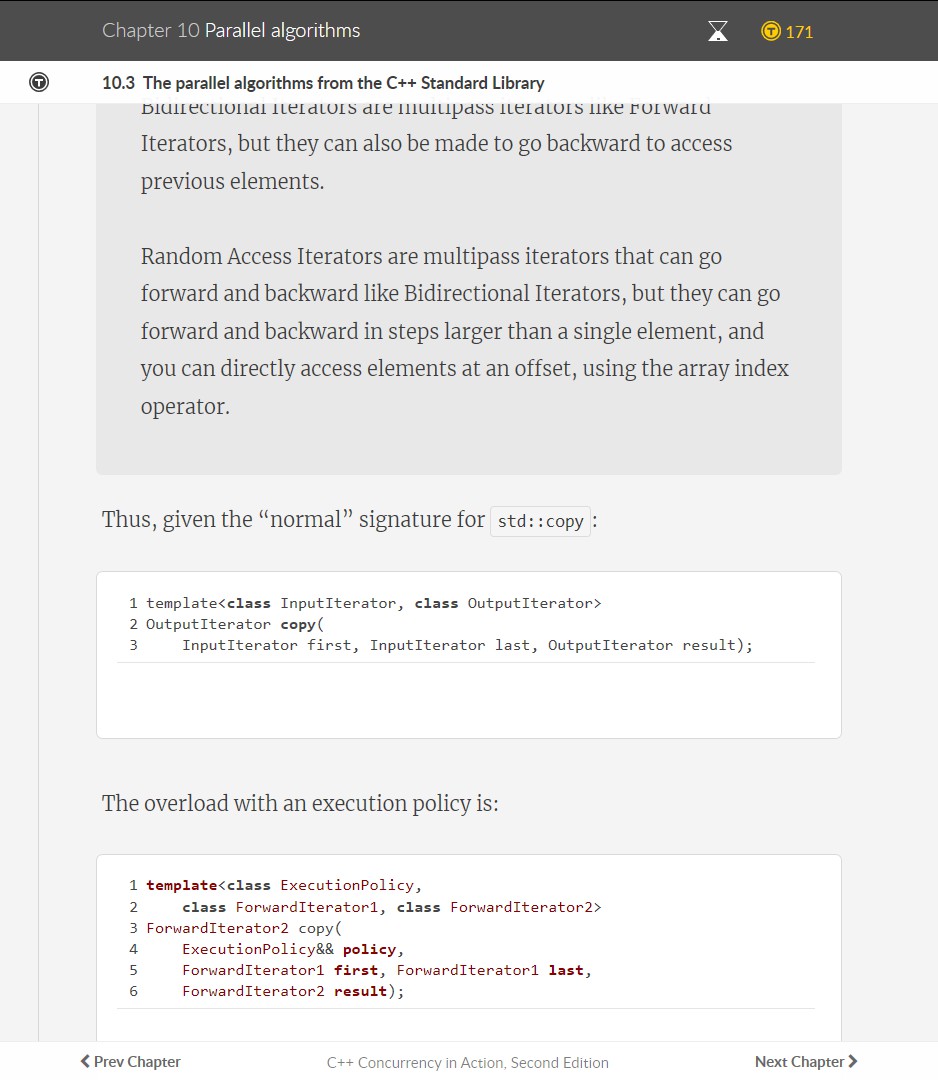 Chapter 10 Parallel algorithms
171
10.3 The parallel algorithms from the C++ Standard Library
Bidirectional Iterators are multipass iterators like Forward
Iterators, but they can also be made to go backward to access
previous elements.
Random Access Iterators are multipass iterators that can go
forward and backward like Bidirectional Iterators, but they can go
forward and backward in steps larger than a single element, and
you can directly access elements at an offset, using the array index
operator.
Thus, given the “normal” signature for std::copy:
1 template<class InputIterator, class OutputIterator>
2 OutputIterator copy(
3     InputIterator first, InputIterator last, OutputIterator result);
The overload with an execution policy is:
1 template<class ExecutionPolicy,
2     class ForwardIterator1, class ForwardIterator2>
3 ForwardIterator2 copy(
4     ExecutionPolicy&& policy,
5     ForwardIterator1 first, ForwardIterator1 last,
6     ForwardIterator2 result);
Prev Chapter
C++ Concurrency in Action, Second Edition
Next Chapter